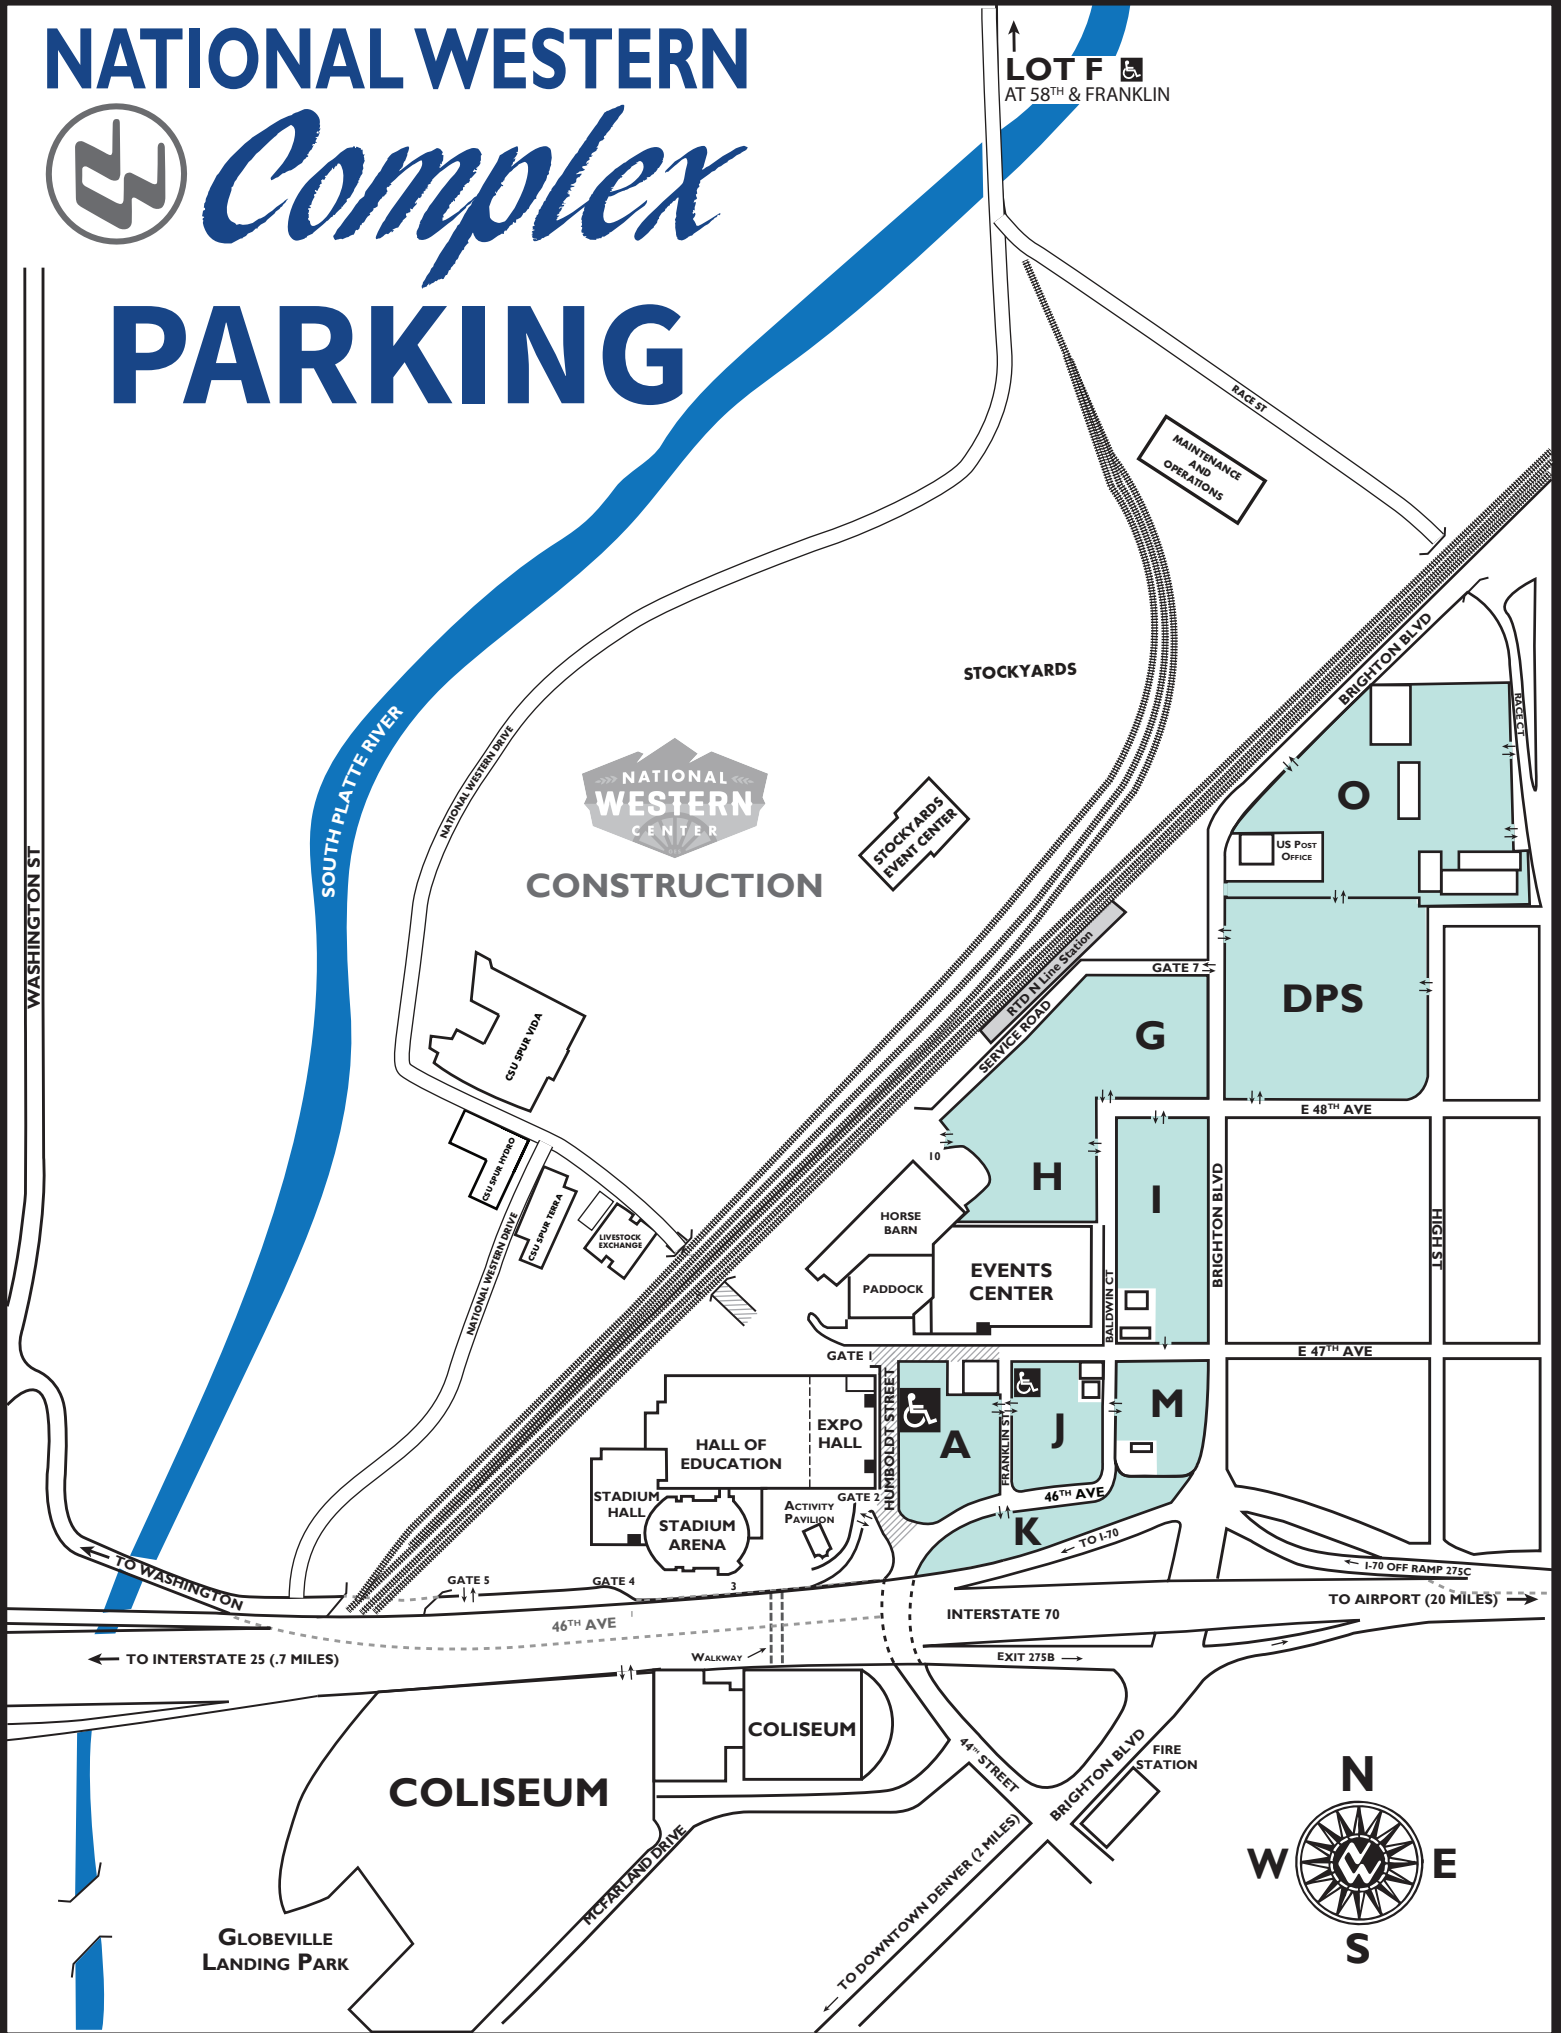 NATIONAL WESTERN
Complex
PARKING
LOT F
AT 58TH & FRANKLIN
RACE ST
MAINTENANCE
AND
OPERATIONS
STOCKYARDS
BRIGHTON BLVD
RACE CT
O
US POST
OFFICE
SOUTH PLATTE RIVER
NATIONAL WESTERN DRIVE
NATIONAL
WESTERN
CENTER
CONSTRUCTION
STOCKYARDS
EVENT CENTER
WASHINGTON ST
RTD N Line Station
SERVICE ROAD
GATE 7
DPS
G
CSU SPUR VIDA
E 48TH AVE
CSU SPUR HYDRO
CSU SPUR TERRA
LIVESTOCK
EXCHANGE
NATIONAL WESTERN DRIVE
10
H
I
BRIGHTON BLVD
HIGH ST
HORSE
BARN
PADDOCK
EVENTS
CENTER
BALDWIN CT
GATE 1
E 47TH AVE
HUMBOLDT STREET
EXPO
HALL
HALL OF
EDUCATION
A
FRANKLIN ST
J
M
46TH AVE
STADIUM
HALL
STADIUM
ARENA
ACTIVITY
PAVILION
GATE 2
K
TO I-70
TO WASHINGTON
GATE 5
GATE 4
3
I-70 OFF RAMP 275C
TO AIRPORT (20 MILES)
46TH AVE
INTERSTATE 70
TO INTERSTATE 25 (.7 MILES)
WALKWAY
EXIT 275B
COLISEUM
COLISEUM
44TH STREET
BRIGHTON BLVD
FIRE
STATION
MCFARLAND DRIVE
TO DOWNTOWN DENVER (2 MILES)
GLOBEVILLE
LANDING PARK
N
W
E
S